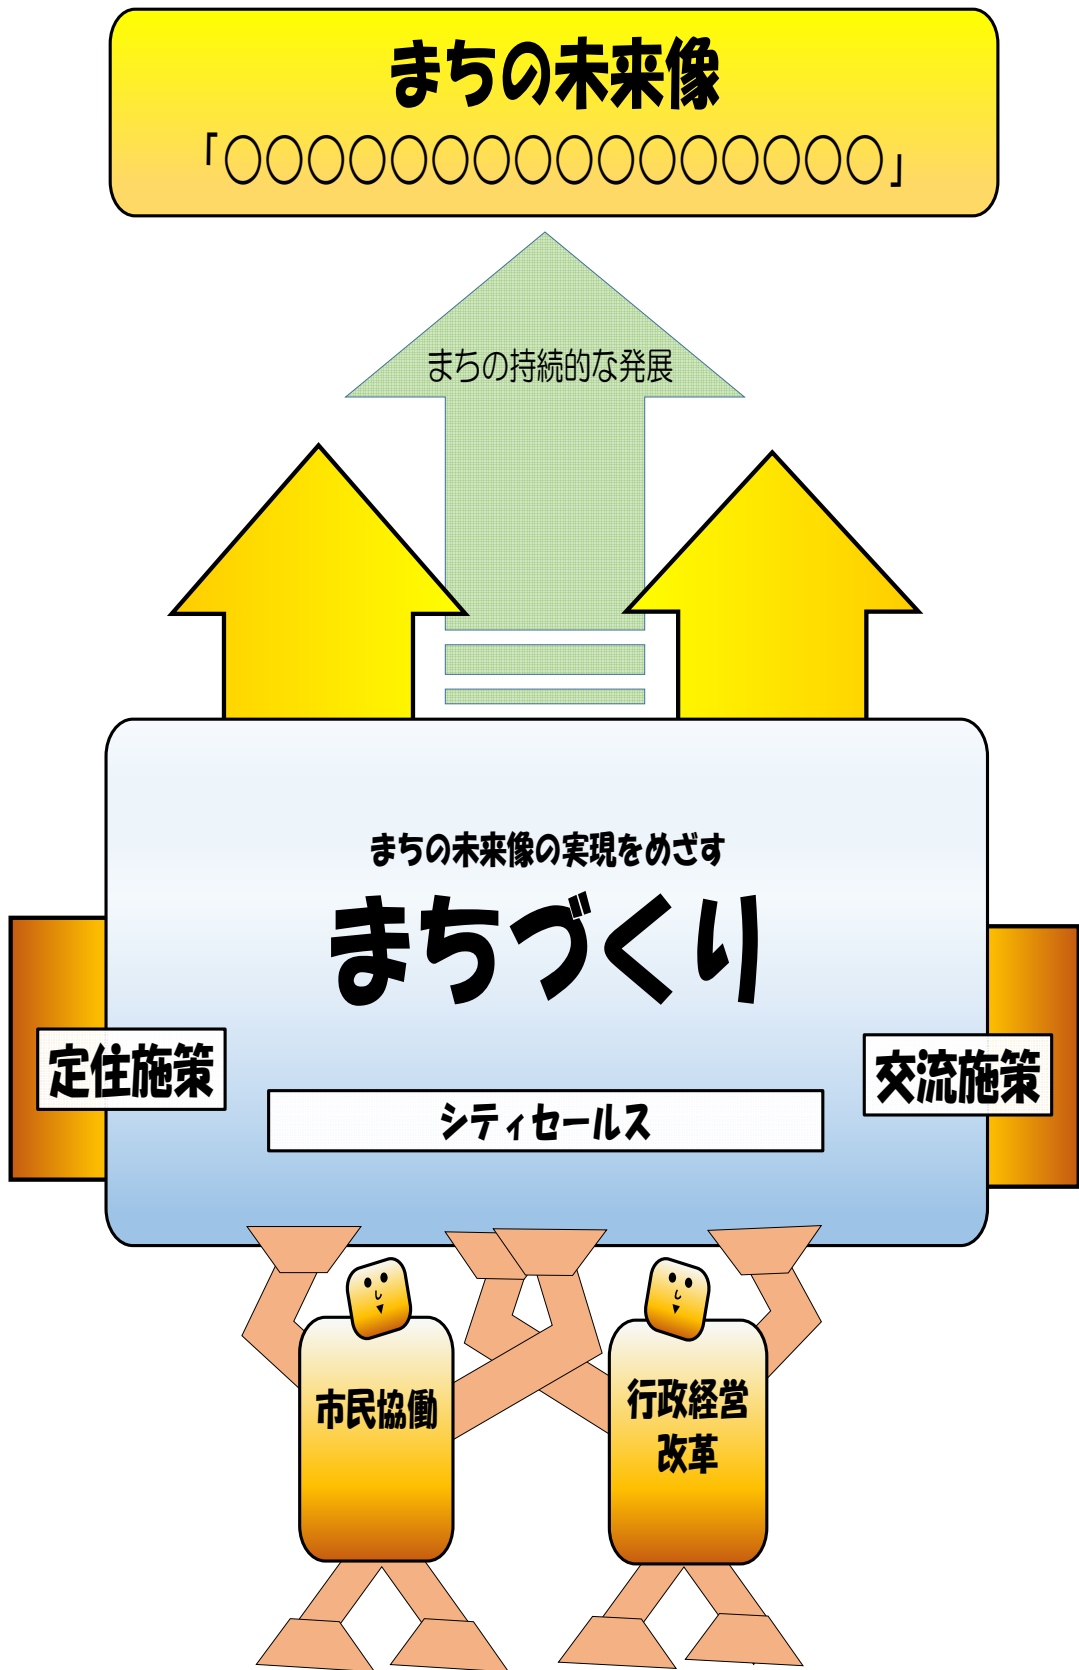 まちの未来像
「○○○○○○○○○○○○○○○○」
まちの持続的な発展
まちの未来像の実現をめざす
まちづくり
定住施策
交流施策
シティセールス
市民協働
行政経営
改革